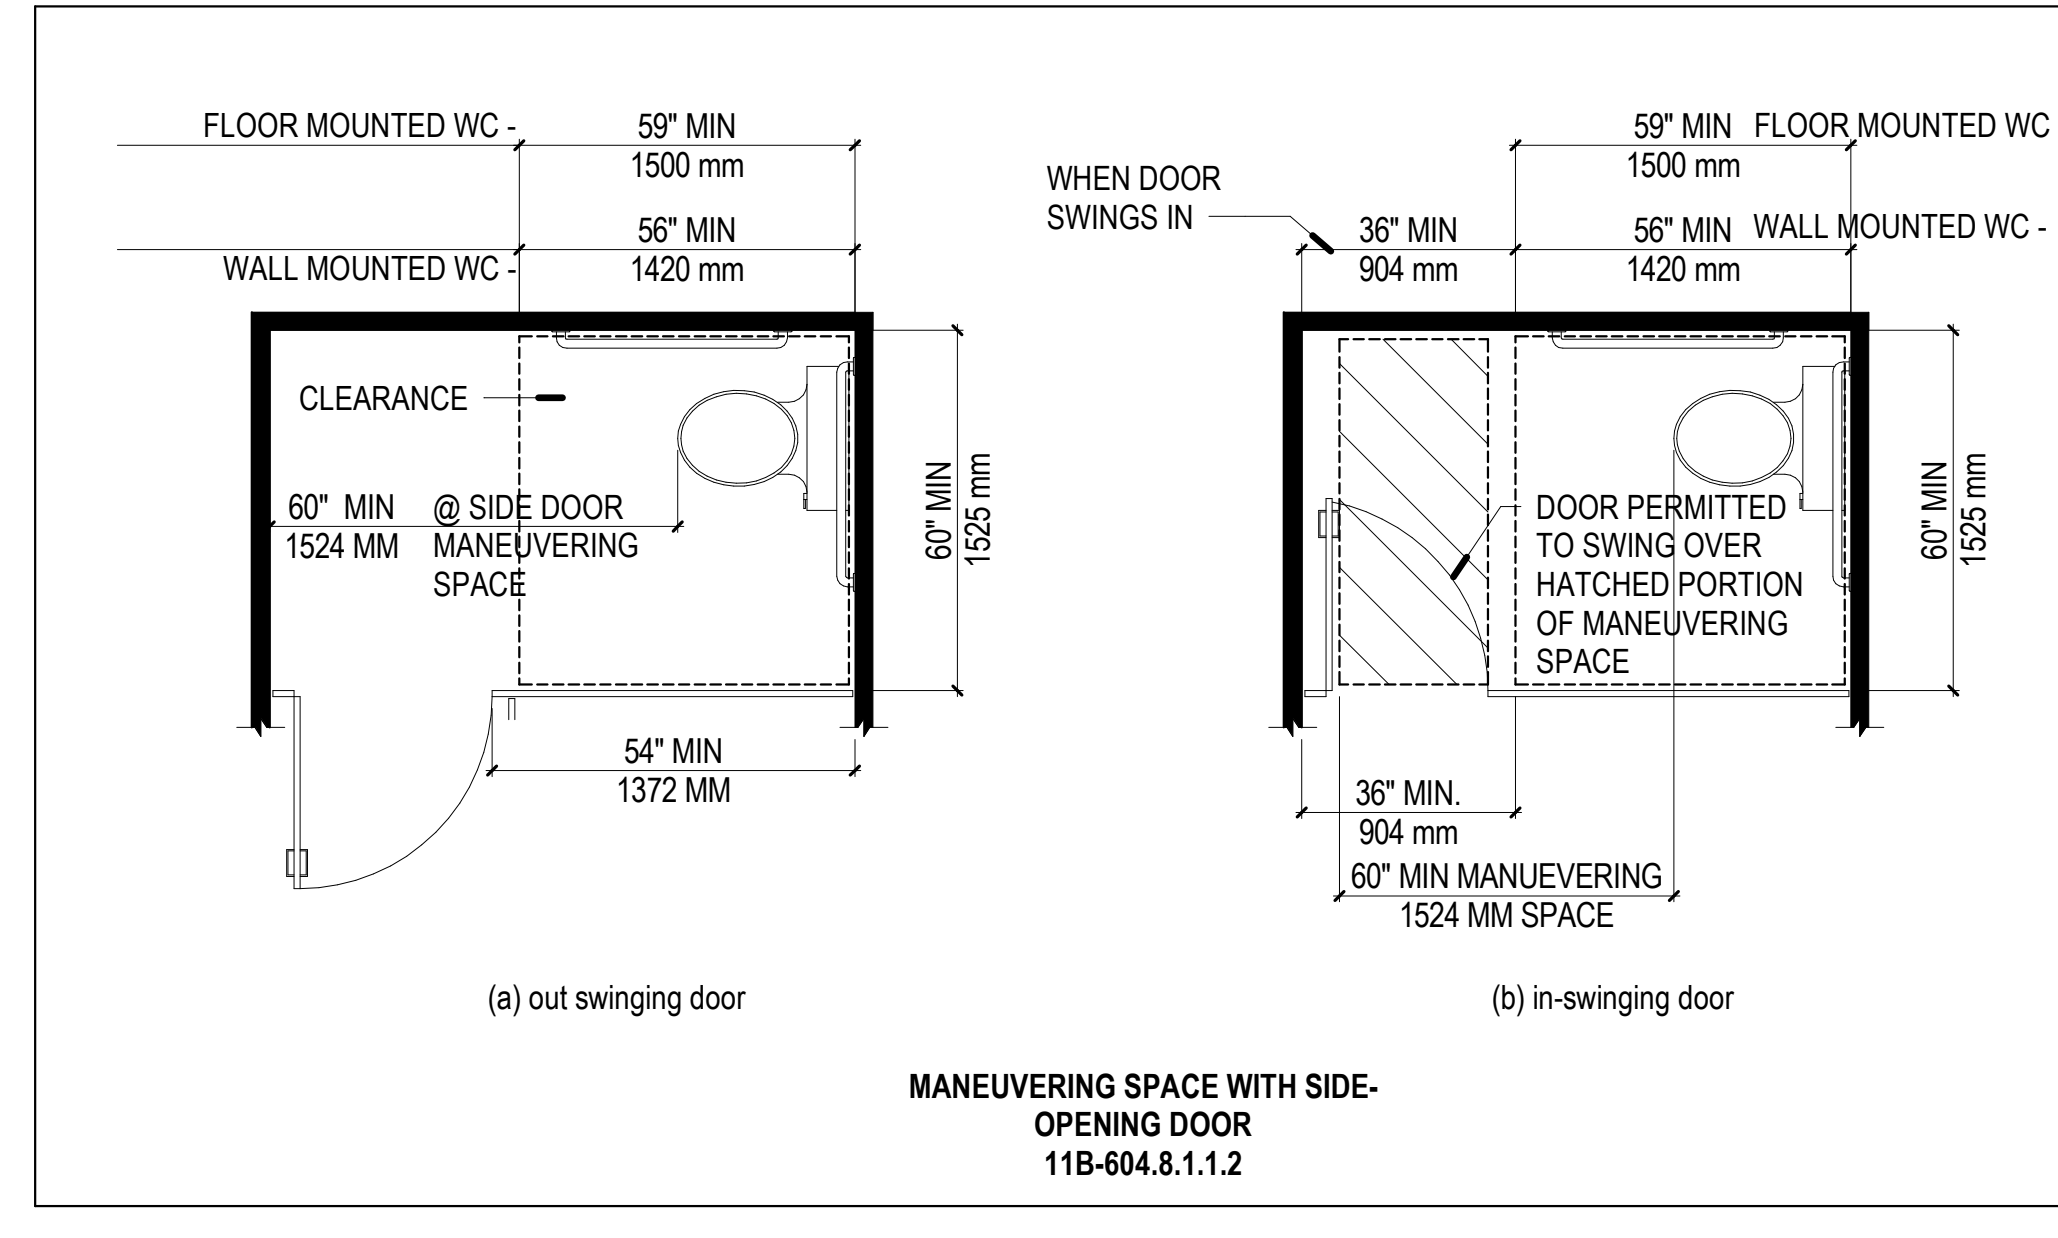 FLOOR MOUNTED WC -
59" MIN
1500 mm
56" MIN
WALL MOUNTED WC -
1420 mm
CLEARANCE
60"  MIN
1524 MM
@ SIDE DOOR
MANEUVERING
SPACE
60" MIN
1525 mm
54" MIN
1372 MM
(a) out swinging door
59" MIN
FLOOR MOUNTED WC
1500 mm
WHEN DOOR
SWINGS IN
36" MIN
904 mm
56" MIN
WALL MOUNTED WC -
1420 mm
DOOR PERMITTED
TO SWING OVER
HATCHED PORTION
OF MANEUVERING
SPACE
60" MIN
1525 mm
36" MIN.
904 mm
60" MIN MANUEVERING
1524 MM SPACE
(b) in-swinging door
MANEUVERING SPACE WITH SIDE-
OPENING DOOR
11B-604.8.1.1.2